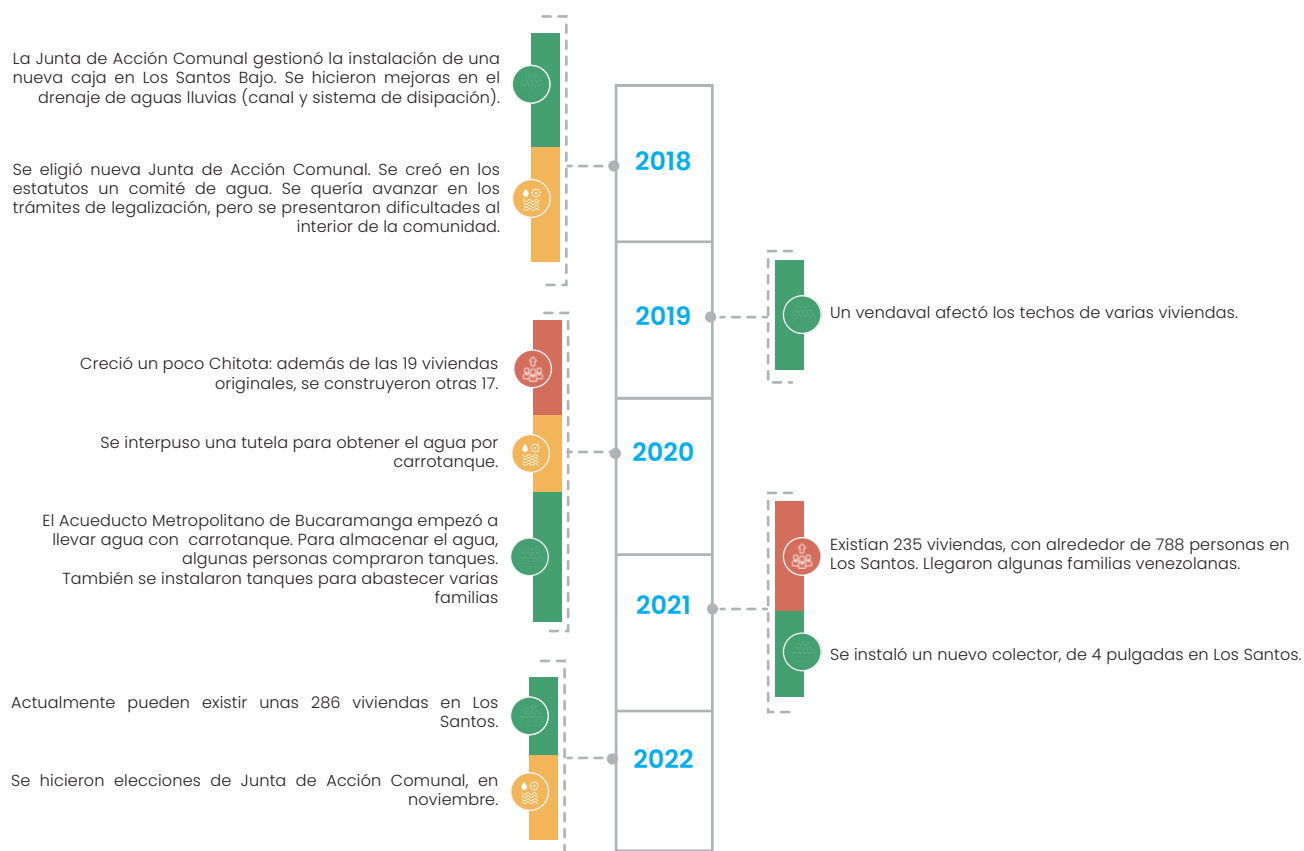 La Junta de Acción Comunal gestionó la instalación de una
nueva caja en Los Santos Bajo. Se hicieron mejoras en el
drenaje de aguas lluvias (canal y sistema de disipación).
Se eligió nueva Junta de Acción Comunal. Se creó en los
estatutos un comité de agua. Se quería avanzar en los
trámites de legalización, pero se presentaron dificultades al
interior de la comunidad.
2018
2019
Un vendaval afectó los techos de varias viviendas.
Creció un poco Chitota: además de las 19 viviendas
originales, se construyeron otras 17.
Se interpuso una tutela para obtener el agua por
carrotanque.
El Acueducto Metropolitano de Bucaramanga empezó a
llevar agua con carrotanque. Para almacenar el agua,
algunas personas compraron tanques.
También se instalaron tanques para abastecer varias
familias
2020
2021
Existían 235 viviendas, con alrededor de 788 personas en
Los Santos. Llegaron algunas familias venezolanas.
Se instaló un nuevo colector, de 4 pulgadas en Los Santos.
Actualmente pueden existir unas 286 viviendas en Los
Santos.
Se hicieron elecciones de Junta de Acción Comunal, en
noviembre.
2022